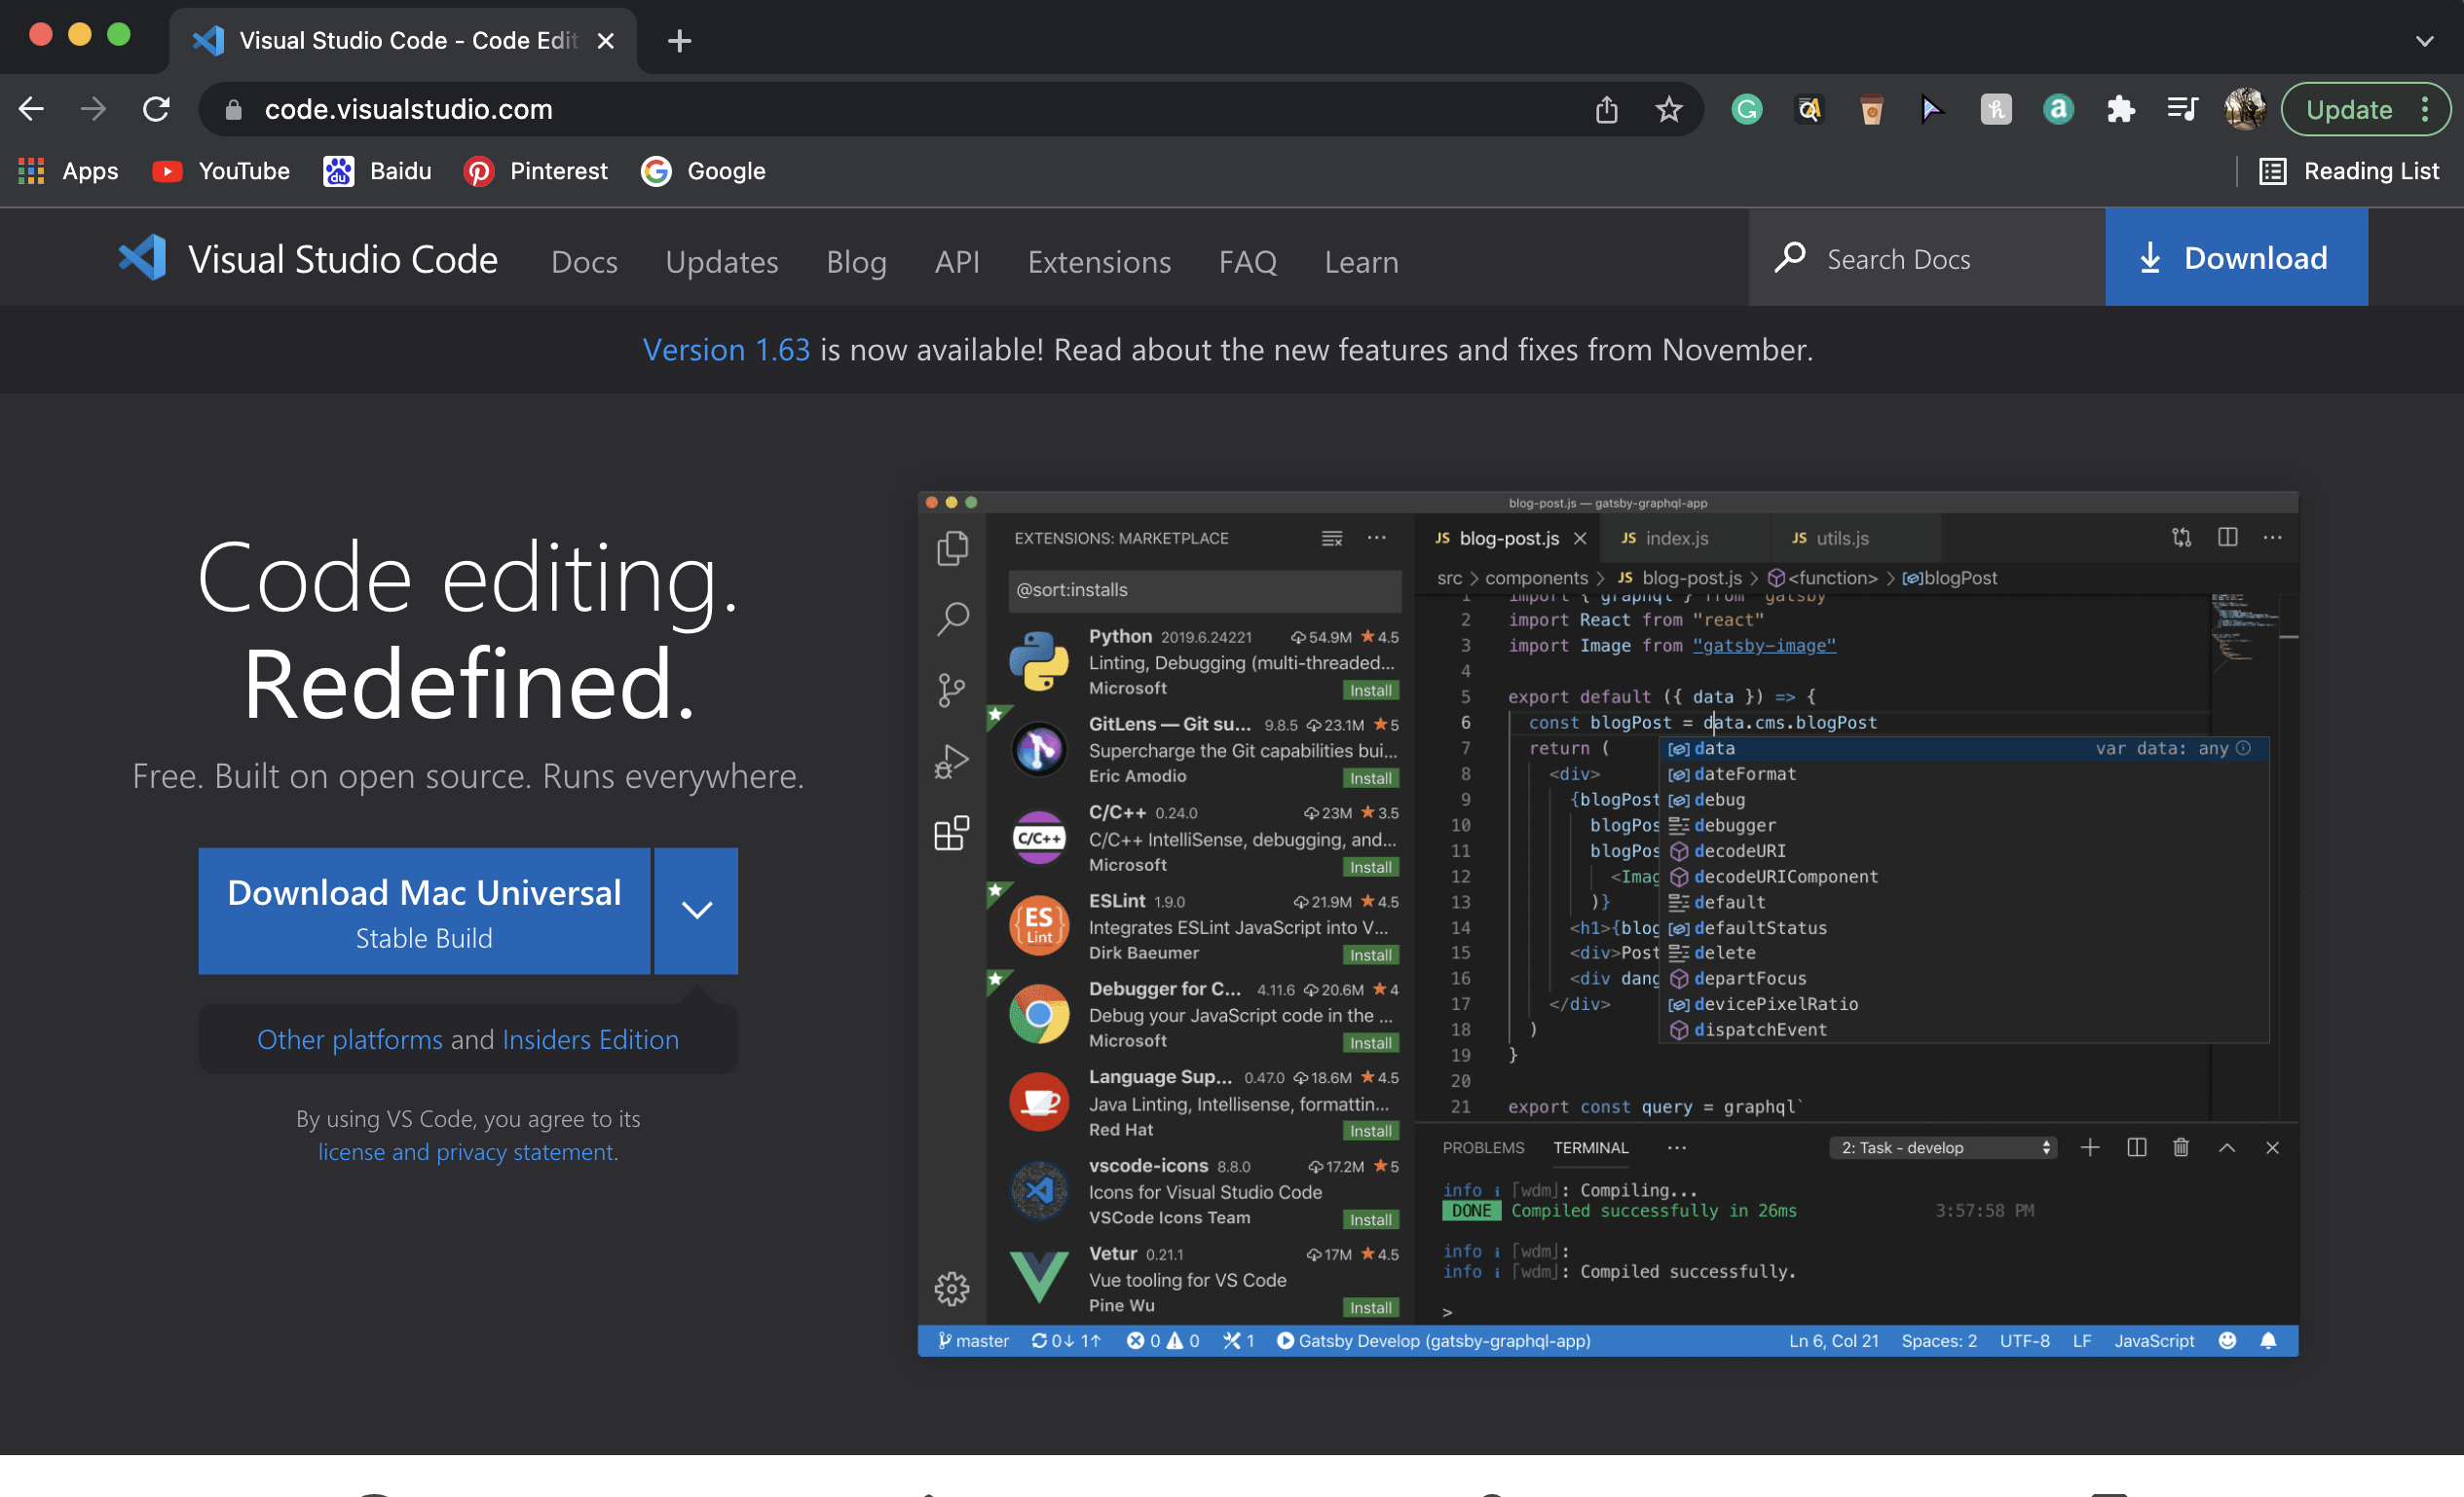 Visual Studio Code - Code Edit
code.visualstudio.com
Update
Apps
YouTube
Baidu
Pinterest
Google
Reading List
Visual Studio Code
Docs
Updates
Blog
API
Extensions
FAQ
Learn
Search Docs
Download
Version 1.63 is now available! Read about the new features and fixes from November.
Code editing.
Redefined.
Free. Built on open source. Runs everywhere.
Download Mac Universal
Stable Build
Other platforms and Insiders Edition
By using VS Code, you agree to its
license and privacy statement.
blog-post.js — gatsby-graphql-app
EXTENSIONS: MARKETPLACE
@sort:installs
Python 2019.6.24221 54.9M 4.5
Linting, Debugging (multi-threaded...
Microsoft Install
GitLens — Git su... 9.8.5 23.1M 5
Supercharge the Git capabilities bui...
Eric Amodio Install
C/C++
C/C++ 0.24.0 23M 3.5
C/C++ IntelliSense, debugging, and...
Microsoft Install
{ES}
Lint
ESLint 1.9.0 21.9M 4.5
Integrates ESLint JavaScript into V...
Dirk Baeumer Install
Debugger for C... 4.11.6 20.6M 4
Debug your JavaScript code in the ...
Microsoft Install
Language Sup... 0.47.0 18.6M 4.5
Java Linting, Intellisense, formattin...
Red Hat Install
vscode-icons 8.8.0 17.2M 5
Icons for Visual Studio Code
VSCode Icons Team Install
Vetur 0.21.1 17M 4.5
Vue tooling for VS Code
Pine Wu Install
JS blog-post.js
JS index.js
JS utils.js
src > components > JS blog-post.js > <function> > blogPost
1 import { graphql } from "gatsby"
2 import React from "react"
3 import Image from "gatsby-image"
4
5 export default ({ data }) => {
6 const blogPost = data.cms.blogPost
7 return (
8 <div>
9 {blogPost
10 blogPos
11 blogPos
12 <Imag
13 )}
14 <h1>{blog
15 <div>Post
16 <div dang
17 </div>
18 )
19 }
20
21 export const query = graphql`
data var data: any
dateFormat
debug
debugger
decodeURI
decodeURIComponent
default
defaultStatus
delete
departFocus
devicePixelRatio
dispatchEvent
PROBLEMS TERMINAL ... 2: Task - develop
info i ｢wdm｣: Compiling...
DONE Compiled successfully in 26ms 3:57:58 PM
info i ｢wdm｣:
info i ｢wdm｣: Compiled successfully.
>
master 0↓ 1↑ 0 0 1 Gatsby Develop (gatsby-graphql-app) Ln 6, Col 21 Spaces: 2 UTF-8 LF JavaScript